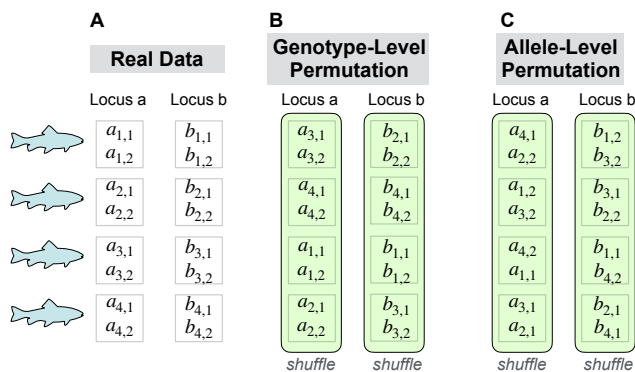 A B C
Real Data Genotype-Level Permutation Allele-Level Permutation
Locus a Locus b Locus a Locus b Locus a Locus b
a1,1 b1,1 a3,1 b2,1 a4,1 b1,2
a1,2 b1,2 a3,2 b2,2 a2,2 b3,2
a2,1 b2,1 a4,1 b4,1 a1,2 b3,1
a2,2 b2,2 a4,2 b4,2 a3,2 b2,2
a3,1 b3,1 a1,1 b1,1 a4,2 b1,1
a3,2 b3,2 a1,2 b1,2 a1,1 b4,2
a4,1 b4,1 a2,1 b3,1 a3,1 b2,1
a4,2 b4,2 a2,2 b3,2 a2,1 b4,1
shuffle shuffle shuffle shuffle